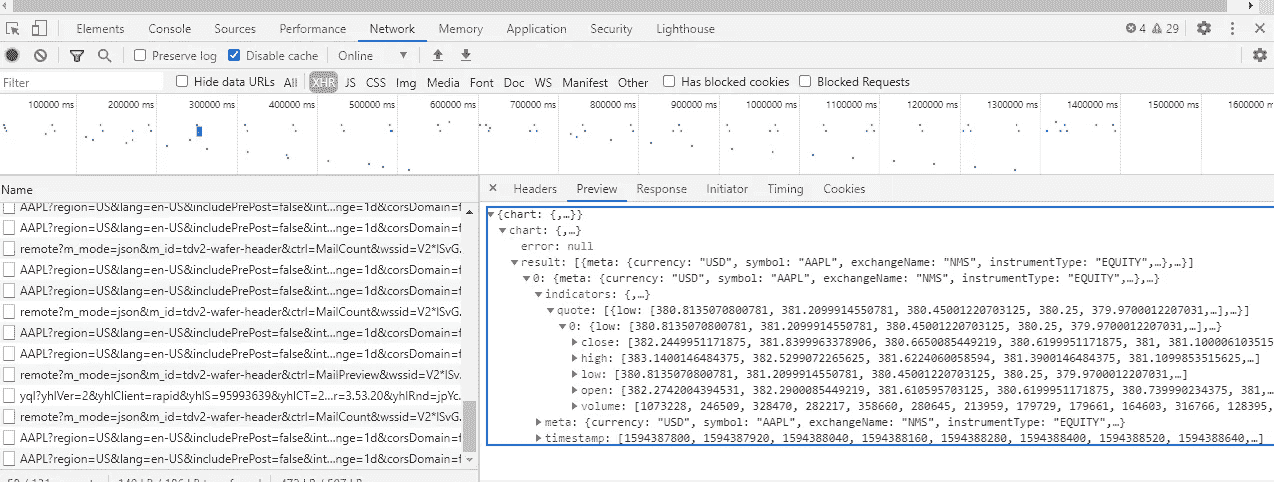 Elements Console Sources Performance Network Memory Application Security Lighthouse 4 29
Preserve log Disable cache Online
Filter Hide data URLs All XHR JS CSS Img Media Font Doc WS Manifest Other Has blocked cookies Blocked Requests
100000 ms 200000 ms 300000 ms 400000 ms 500000 ms 600000 ms 700000 ms 800000 ms 900000 ms 1000000 ms 1100000 ms 1200000 ms 1300000 ms 1400000 ms 1500000 ms 1600000 m
Name
AAPL?region=US&lang=en-US&includePrePost=false&int...nge=1d&corsDomain=f
AAPL?region=US&lang=en-US&includePrePost=false&int...nge=1d&corsDomain=f
remote?m_mode=json&m_id=tdv2-wafer-header&ctrl=MailCount&wssid=V2*lSvG.
AAPL?region=US&lang=en-US&includePrePost=false&int...nge=1d&corsDomain=f
AAPL?region=US&lang=en-US&includePrePost=false&int...nge=1d&corsDomain=f
remote?m_mode=json&m_id=tdv2-wafer-header&ctrl=MailCount&wssid=V2*lSvG.
AAPL?region=US&lang=en-US&includePrePost=false&int...nge=1d&corsDomain=f
AAPL?region=US&lang=en-US&includePrePost=false&int...nge=1d&corsDomain=f
remote?m_mode=json&m_id=tdv2-wafer-header&ctrl=MailPreview&wssid=V2*lSv.
yql?yhlVer=2&yhlClient=rapid&yhlS=95993639&yhlCT=2...r=3.53.20&yhlRnd=jpYc.
remote?m_mode=json&m_id=tdv2-wafer-header&ctrl=MailCount&wssid=V2*lSvG.
AAPL?region=US&lang=en-US&includePrePost=false&int...nge=1d&corsDomain=f
AAPL?region=US&lang=en-US&includePrePost=false&int...nge=1d&corsDomain=f
Headers Preview Response Initiator Timing Cookies
{chart: {,…}}
chart: {,…}
error: null
result: [{meta: {currency: "USD", symbol: "AAPL", exchangeName: "NMS", instrumentType: "EQUITY",…},…}]
0: {meta: {currency: "USD", symbol: "AAPL", exchangeName: "NMS", instrumentType: "EQUITY",…},…}
indicators: {,…}
quote: [{low: [380.8135070800781, 381.2099914550781, 380.45001220703125, 380.25, 379.9700012207031,…],…}]
0: {low: [380.8135070800781, 381.2099914550781, 380.45001220703125, 380.25, 379.9700012207031,…],…}
close: [382.2449951171875, 381.8399963378906, 380.6650085449219, 380.6199951171875, 381, 381.100006103515
high: [383.1400146484375, 382.5299072265625, 381.6224060058594, 381.3900146484375, 381.1099853515625,…]
low: [380.8135070800781, 381.2099914550781, 380.45001220703125, 380.25, 379.9700012207031,…]
open: [382.2742004394531, 382.2900085449219, 381.610595703125, 380.6199951171875, 380.739990234375, 381,…
volume: [1073228, 246509, 328470, 282217, 358660, 280645, 213959, 179729, 179661, 164603, 316766, 128395,
meta: {currency: "USD", symbol: "AAPL", exchangeName: "NMS", instrumentType: "EQUITY",…}
timestamp: [1594387800, 1594387920, 1594388040, 1594388160, 1594388280, 1594388400, 1594388520, 1594388640,…]